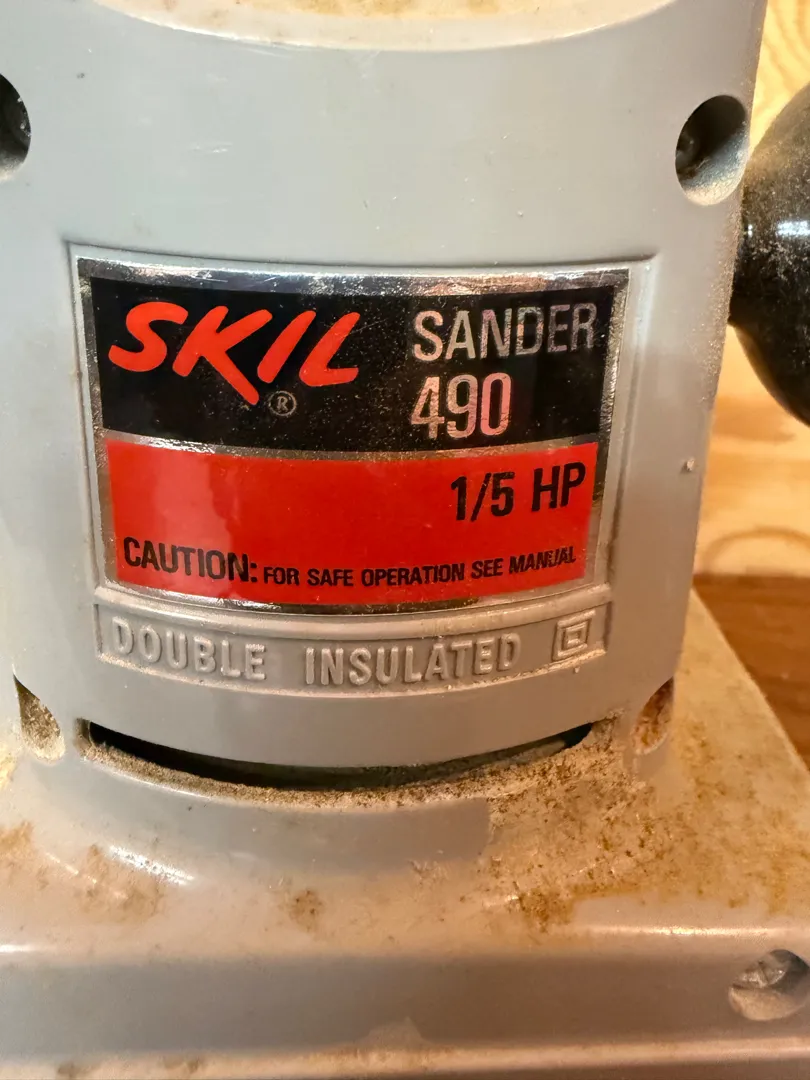 SKIL ®
SANDER
490
1/5 HP
CAUTION: FOR SAFE OPERATION SEE MANUAL
DOUBLE INSULATED